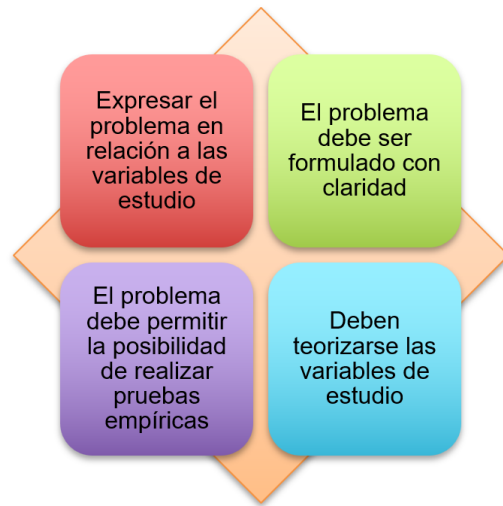 Expresar el
problema en
relación a las
variables de
estudio
El problema
debe ser
formulado con
claridad
El problema
debe permitir
la posibilidad
de realizar
pruebas
empíricas
Deben
teorizarse las
variables de
estudio